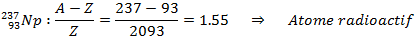 ²³⁷₉₃Np : (A − Z)/Z = (237 − 93)/2093 = 1.55 ⇒ Atome radioactif